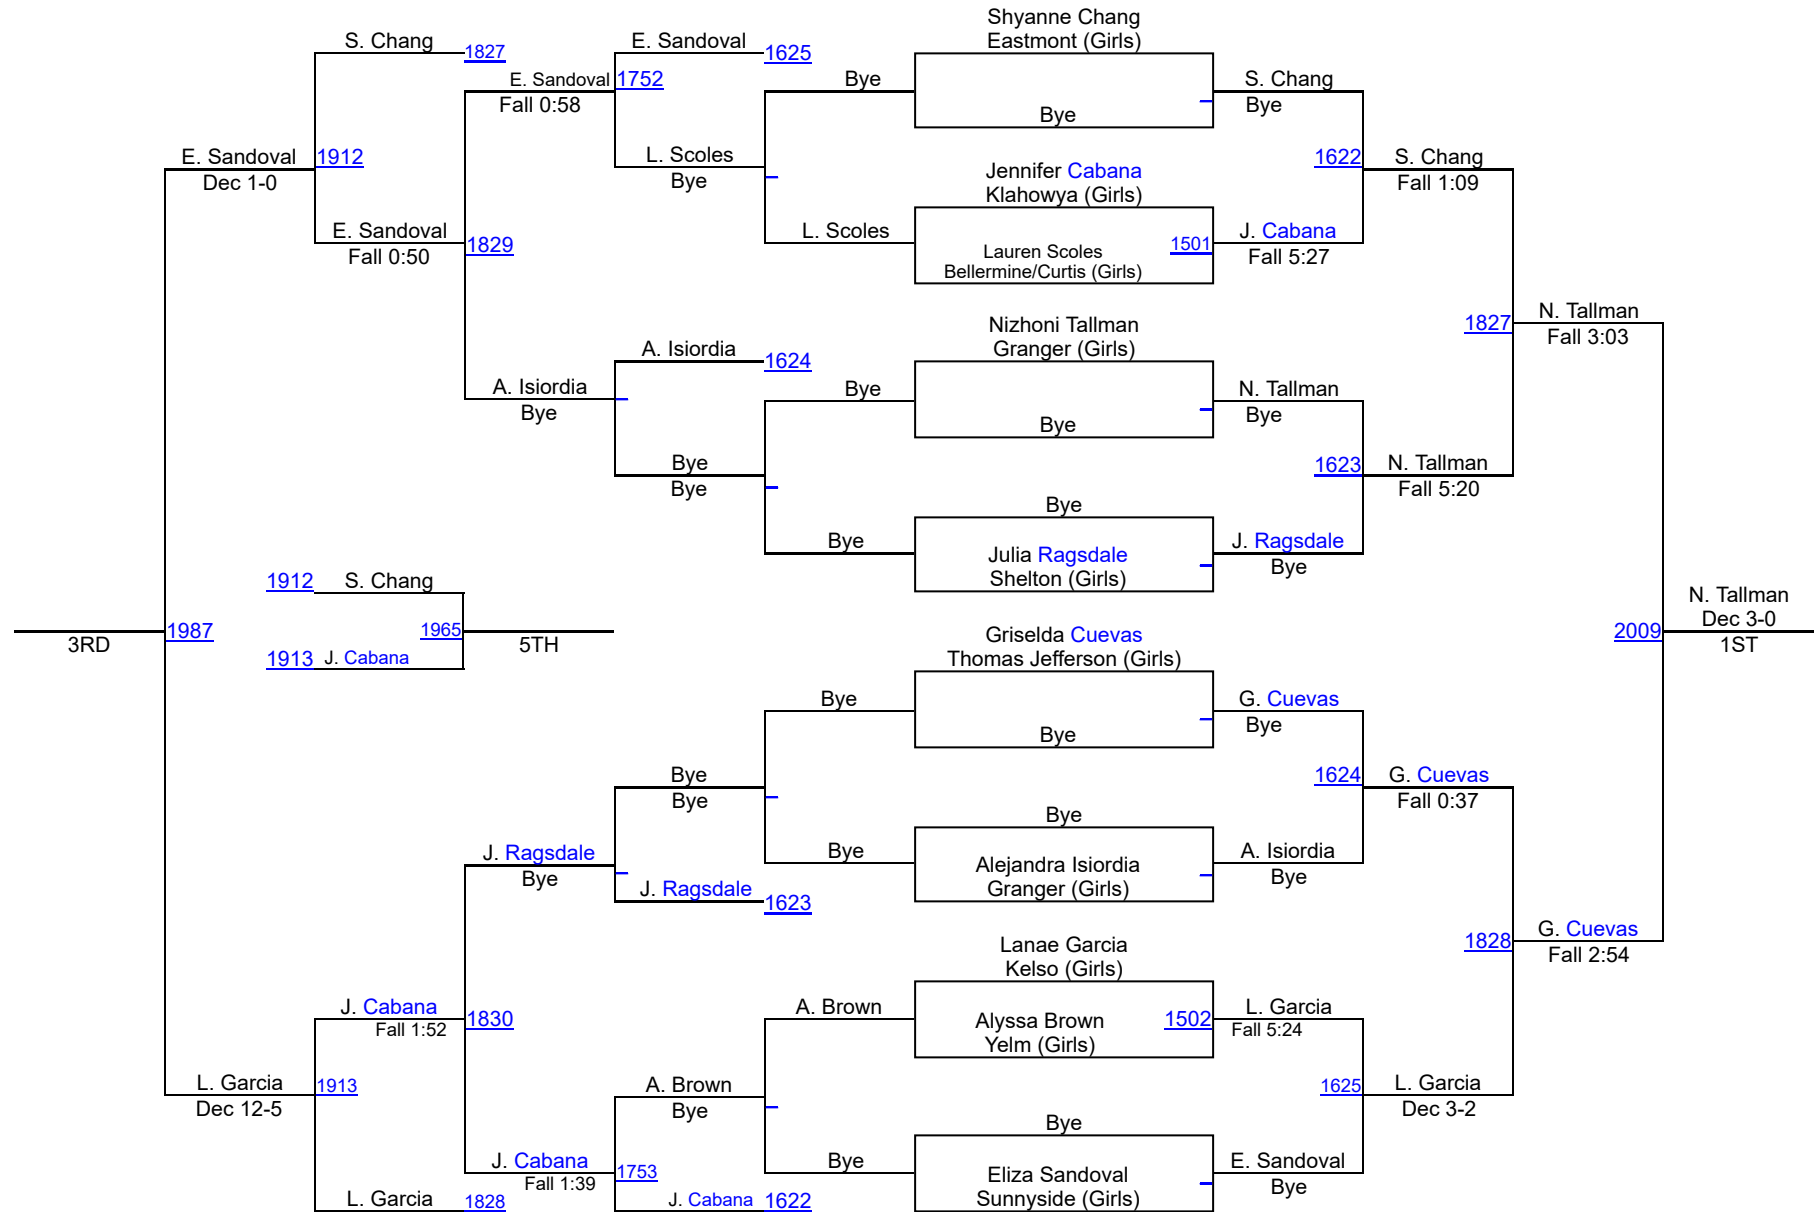 Shyanne Chang
Eastmont (Girls)
S. Chang
1827
E. Sandoval
1625
E. Sandoval
1752
Fall 0:58
Bye
Bye
S. Chang
Bye
E. Sandoval
1912
Dec 1-0
L. Scoles
Bye
Jennifer Cabana
Klahowya (Girls)
1622
S. Chang
Fall 1:09
E. Sandoval
1829
Fall 0:50
L. Scoles
Lauren Scoles
Bellermine/Curtis (Girls)
1501
J. Cabana
Fall 5:27
Nizhoni Tallman
Granger (Girls)
1827
N. Tallman
Fall 3:03
A. Isiordia
1624
A. Isiordia
Bye
Bye
Bye
N. Tallman
Bye
Bye
Bye
1623
N. Tallman
Fall 5:20
Bye
Bye
Julia Ragsdale
Shelton (Girls)
J. Ragsdale
Bye
1912
S. Chang
1987
3RD
1965
5TH
1913
J. Cabana
2009
N. Tallman
Dec 3-0
1ST
Griselda Cuevas
Thomas Jefferson (Girls)
Bye
Bye
G. Cuevas
Bye
Bye
Bye
1624
G. Cuevas
Fall 0:37
Bye
J. Ragsdale
Bye
Bye
Alejandra Isiordia
Granger (Girls)
A. Isiordia
Bye
J. Ragsdale
1623
Lanae Garcia
Kelso (Girls)
1828
G. Cuevas
Fall 2:54
J. Cabana
Fall 1:52
1830
A. Brown
Alyssa Brown
Yelm (Girls)
1502
L. Garcia
Fall 5:24
L. Garcia
1913
Dec 12-5
A. Brown
Bye
1625
L. Garcia
Dec 3-2
Bye
J. Cabana
Fall 1:39
1753
Bye
Eliza Sandoval
Sunnyside (Girls)
E. Sandoval
Bye
L. Garcia
1828
J. Cabana
1622